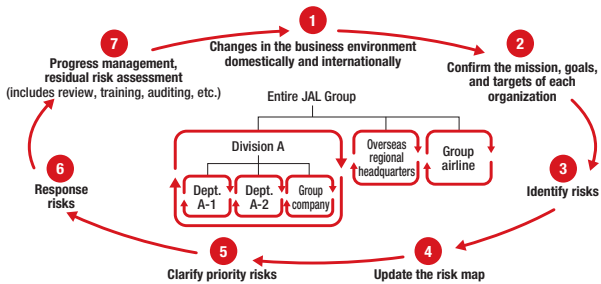 1
Changes in the business environment
domestically and internationally
2
Confirm the mission, goals,
and targets of each
organization
3
Identify risks
4
Update the risk map
5
Clarify priority risks
6
Response
risks
7
Progress management,
residual risk assessment
(includes review, training, auditing, etc.)
Entire JAL Group
Division A
Dept.
A-1
Dept.
A-2
Group
company
Overseas
regional
headquarters
Group
airline